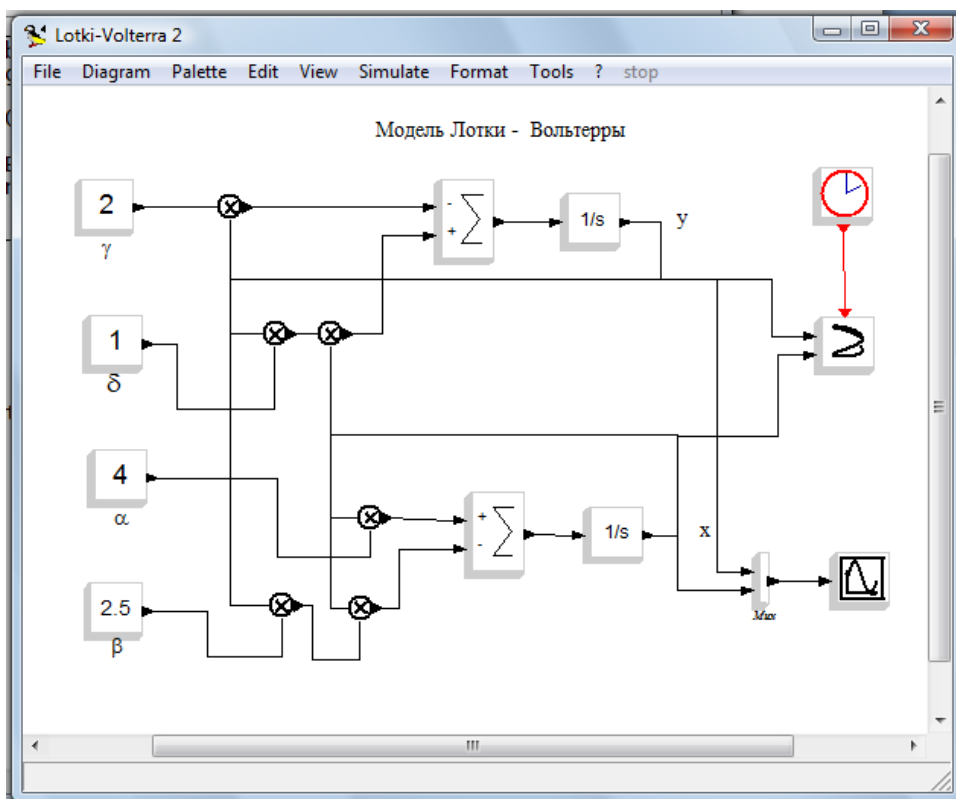 Lotki-Volterra 2
File Diagram Palette Edit View Simulate Format Tools ? stop
Модель Лотки - Вольтерры
2
γ
- +
1/s
y
1
δ
4
α
+ -
1/s
x
2.5
β
Mux